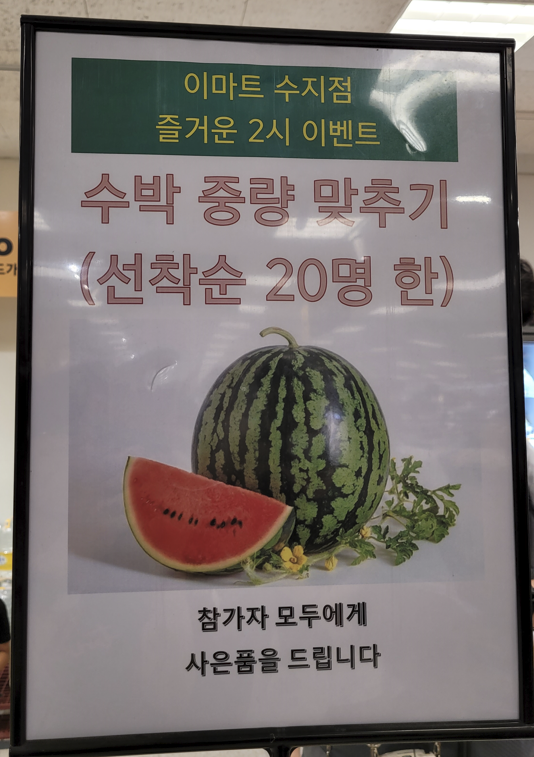 이마트 수지점
즐거운 2시 이벤트
수박 중량 맞추기
(선착순 20명 한)
참가자 모두에게
사은품을 드립니다